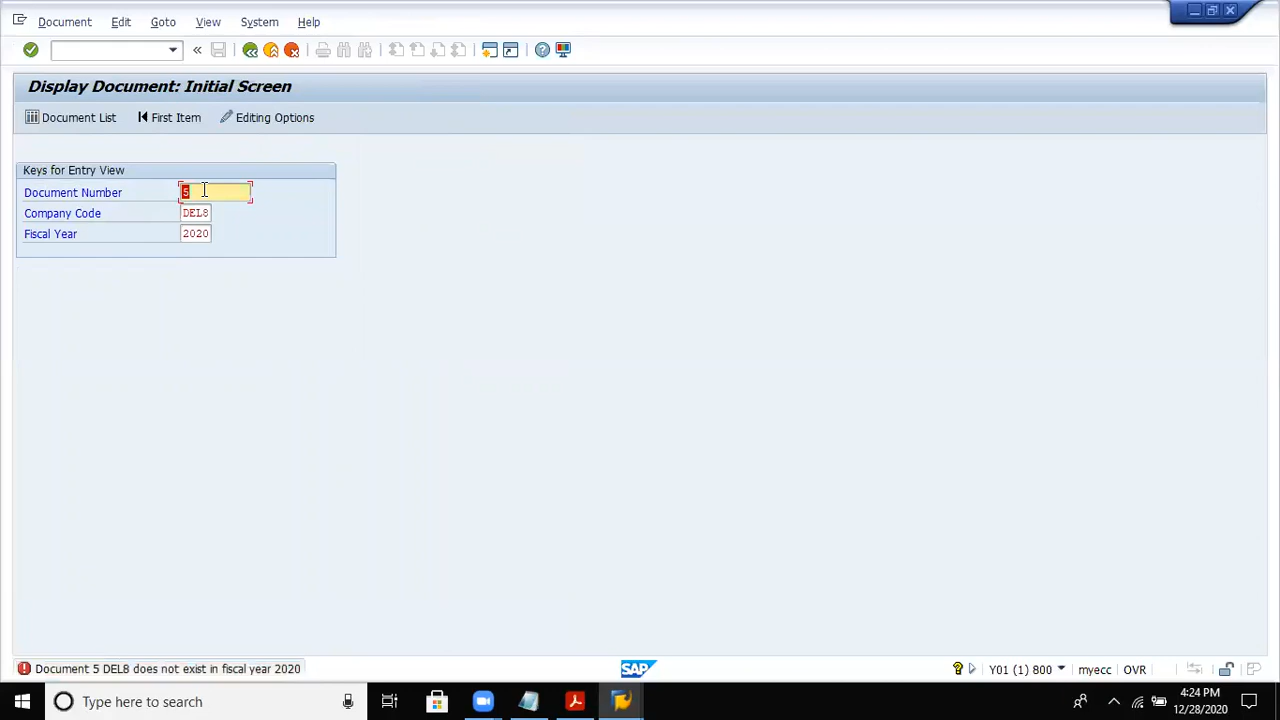 Document Edit Goto View System Help
Display Document: Initial Screen
Document List First Item Editing Options
Keys for Entry View
Document Number 5
Company Code DEL8
Fiscal Year 2020
Document 5 DEL8 does not exist in fiscal year 2020
SAP
Y01 (1) 800 myecc OVR
Type here to search
4:24 PM
12/28/2020